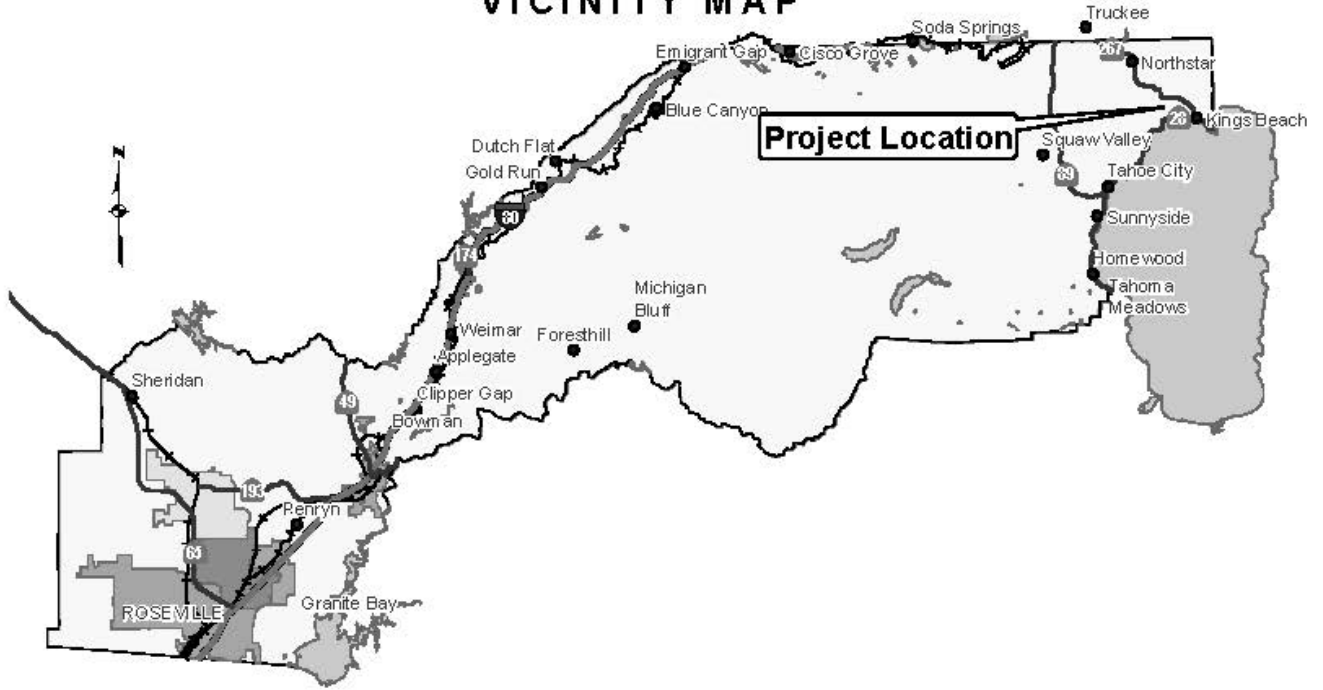 VICINITY MAP
Truckee
Soda Springs
Emigrant Gap
Cisco Grove
267
Northstar
Blue Canyon
Project Location
28
Kings Beach
Squaw Valley
Dutch Flat
Gold Run
89
Tahoe City
N
80
Sunnyside
174
Homewood
Tahoma
Meadows
Michigan
Bluff
Weimar
Foresthill
Applegate
Sheridan
Clipper Gap
49
Bowman
193
Penryn
65
ROSEVILLE
Granite Bay